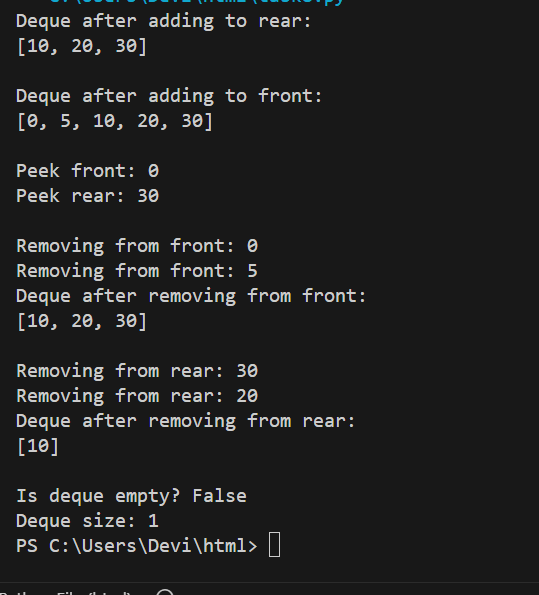 Deque after adding to rear:
[10, 20, 30]
Deque after adding to front:
[0, 5, 10, 20, 30]
Peek front: 0
Peek rear: 30
Removing from front: 0
Removing from front: 5
Deque after removing from front:
[10, 20, 30]
Removing from rear: 30
Removing from rear: 20
Deque after removing from rear:
[10]
Is deque empty? False
Deque size: 1
PS C:\Users\Devi\html>